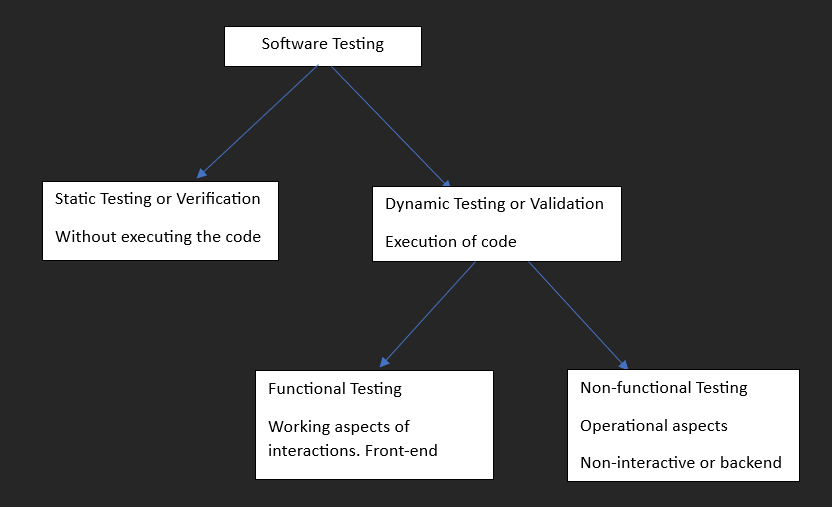 Software Testing
Static Testing or Verification
Without executing the code
Dynamic Testing or Validation
Execution of code
Functional Testing
Working aspects of
interactions. Front-end
Non-functional Testing
Operational aspects
Non-interactive or backend